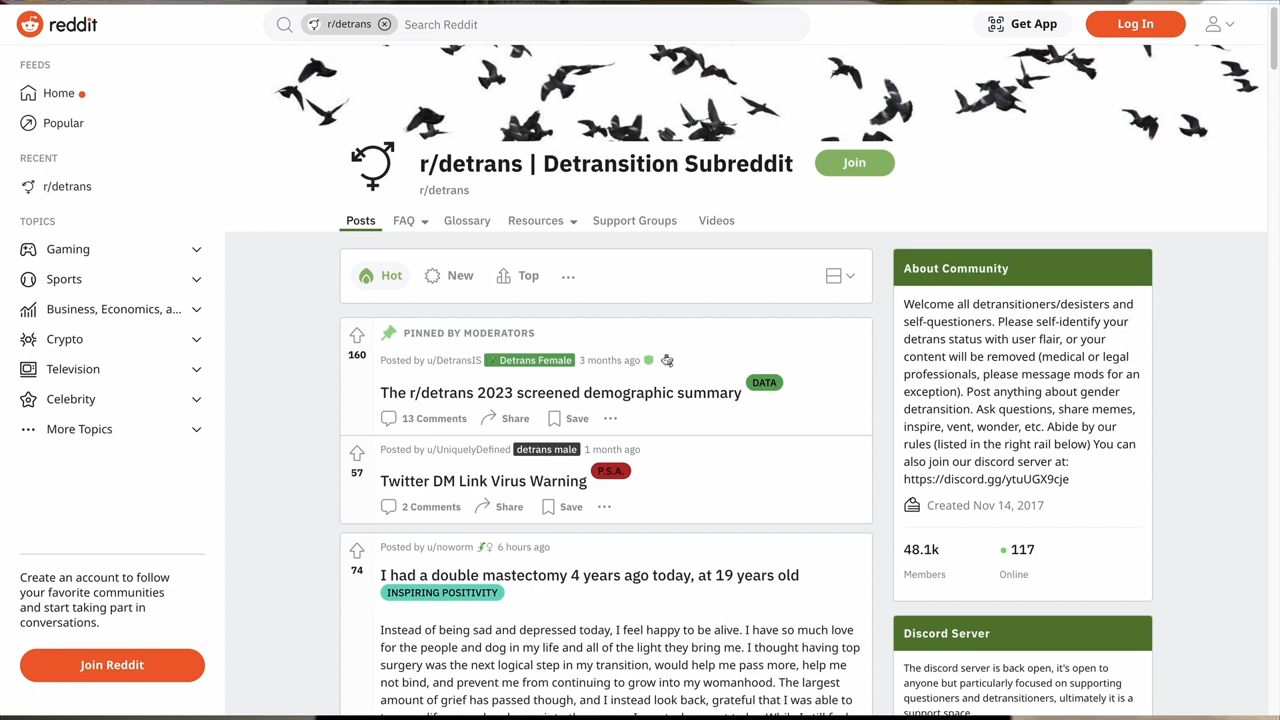 reddit
r/detrans
Search Reddit
Get App
Log In
FEEDS
Home
Popular
RECENT
r/detrans
TOPICS
Gaming
Sports
Business, Economics, a...
Crypto
Television
Celebrity
More Topics
Create an account to follow
your favorite communities
and start taking part in
conversations.
Join Reddit
r/detrans | Detransition Subreddit
Join
r/detrans
Posts FAQ Glossary Resources Support Groups Videos
Hot New Top ...
PINNED BY MODERATORS
160
Posted by u/DetransIS Detrans Female 3 months ago
The r/detrans 2023 screened demographic summary DATA
13 Comments Share Save ...
Posted by u/UniquelyDefined detrans male 1 month ago
57
Twitter DM Link Virus Warning P.S.A.
2 Comments Share Save ...
Posted by u/noworm 6 hours ago
74
I had a double mastectomy 4 years ago today, at 19 years old
INSPIRING POSITIVITY
Instead of being sad and depressed today, I feel happy to be alive. I have so much love
for the people and dog in my life and all of the light they bring me. I thought having top
surgery was the next logical step in my transition, would help me pass more, help me
not bind, and prevent me from continuing to grow into my womanhood. The largest
amount of grief has passed though, and I instead look back, grateful that I was able to
About Community
Welcome all detransitioners/desisters and
self-questioners. Please self-identify your
detrans status with user flair, or your
content will be removed (medical or legal
professionals, please message mods for an
exception). Post anything about gender
detransition. Ask questions, share memes,
inspire, vent, wonder, etc. Abide by our
rules (listed in the right rail below) You can
also join our discord server at:
https://discord.gg/ytuUGX9cje
Created Nov 14, 2017
48.1k 117
Members Online
Discord Server
The discord server is back open, it's open to
anyone but particularly focused on supporting
questioners and detransitioners, ultimately it is a
support space.